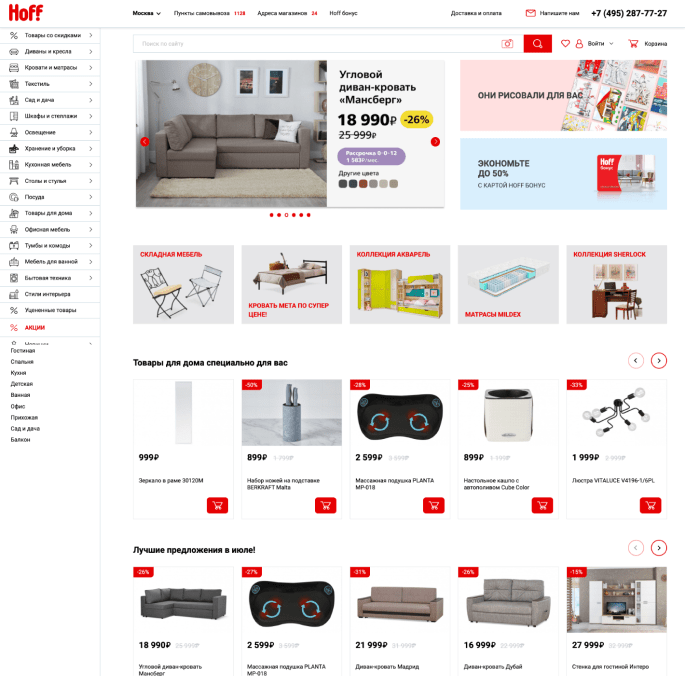 Hoff
Москва
Пункты самовывоза 1128
Адреса магазинов 24
Hoff бонус
Доставка и оплата
Напишите нам
+7 (495) 287-77-27
Поиск по сайту
Войти
Корзина
Товары со скидками
Диваны и кресла
Кровати и матрасы
Текстиль
Сад и дача
Шкафы и стеллажи
Освещение
Хранение и уборка
Кухонная мебель
Столы и стулья
Посуда
Товары для дома
Офисная мебель
Тумбы и комоды
Мебель для ванной
Бытовая техника
Стили интерьера
Уцененные товары
АКЦИИ
Гостиная
Спальня
Кухня
Детская
Ванная
Офис
Прихожая
Сад и дача
Балкон
Угловой
диван-кровать
«Мансберг»
18 990₽ -26%
25 999₽
Рассрочка 0-0-12
1 583₽/мес.
Другие цвета
ОНИ РИСОВАЛИ ДЛЯ ВАС
ЭКОНОМЬТЕ
ДО 50%
С КАРТОЙ HOFF БОНУС
Hoff
бонус
СКЛАДНАЯ МЕБЕЛЬ
КРОВАТЬ МЕТА ПО СУПЕР
ЦЕНЕ!
КОЛЛЕКЦИЯ АКВАРЕЛЬ
МАТРАСЫ MILDEX
КОЛЛЕКЦИЯ SHERLOCK
Товары для дома специально для вас
999₽
Зеркало в раме 30120М
-50%
899₽ 1 799₽
Набор ножей на подставке
BERKRAFT Malta
-28%
2 599₽ 3 599₽
Массажная подушка PLANTA
MP-018
-25%
899₽ 1 199₽
Настольное кашпо с
автополивом Cube Color
-33%
1 999₽ 2 999₽
Люстра VITALUCE V4196-1/6PL
Лучшие предложения в июле!
-26%
18 990₽ 25 999₽
Угловой диван-кровать
Мансберг
-27%
2 599₽ 3 599₽
Массажная подушка PLANTA
MP-018
-31%
21 999₽ 31 999₽
Диван-кровать Мадрид
-26%
16 999₽ 22 999₽
Диван-кровать Дубай
-15%
27 999₽ 32 999₽
Стенка для гостиной Интеро